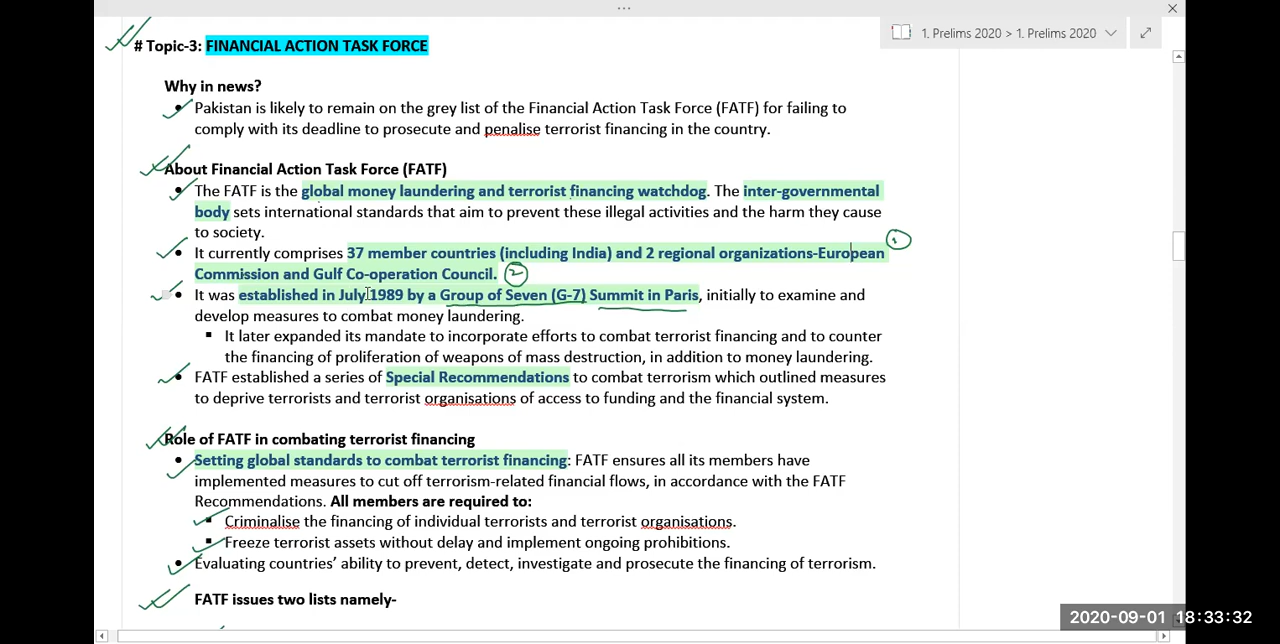 1. Prelims 2020 > 1. Prelims 2020
# Topic-3: FINANCIAL ACTION TASK FORCE
Why in news?
• Pakistan is likely to remain on the grey list of the Financial Action Task Force (FATF) for failing to
comply with its deadline to prosecute and penalise terrorist financing in the country.
About Financial Action Task Force (FATF)
• The FATF is the global money laundering and terrorist financing watchdog. The inter-governmental
body sets international standards that aim to prevent these illegal activities and the harm they cause
to society.
• It currently comprises 37 member countries (including India) and 2 regional organizations-European
Commission and Gulf Co-operation Council. 2
• It was established in July 1989 by a Group of Seven (G-7) Summit in Paris, initially to examine and
develop measures to combat money laundering.
▪ It later expanded its mandate to incorporate efforts to combat terrorist financing and to counter
the financing of proliferation of weapons of mass destruction, in addition to money laundering.
• FATF established a series of Special Recommendations to combat terrorism which outlined measures
to deprive terrorists and terrorist organisations of access to funding and the financial system.
Role of FATF in combating terrorist financing
• Setting global standards to combat terrorist financing: FATF ensures all its members have
implemented measures to cut off terrorism-related financial flows, in accordance with the FATF
Recommendations. All members are required to:
▪ Criminalise the financing of individual terrorists and terrorist organisations.
▪ Freeze terrorist assets without delay and implement ongoing prohibitions.
• Evaluating countries’ ability to prevent, detect, investigate and prosecute the financing of terrorism.
FATF issues two lists namely-
2020-09-01 18:33:32